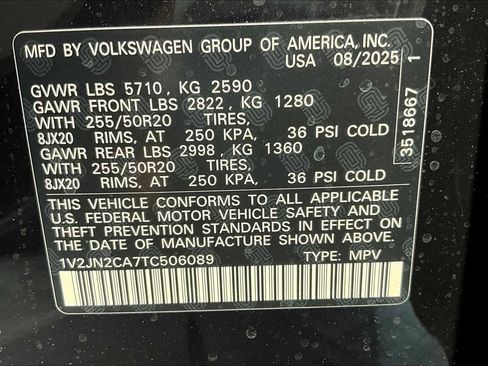 MFD BY VOLKSWAGEN GROUP OF AMERICA, INC.
USA 08/2025
GVWR LBS 5710, KG 2590
GAWR FRONT LBS 2822, KG 1280
WITH 255/50R20 TIRES,
8JX20 RIMS, AT 250 KPA, 36 PSI COLD
GAWR REAR LBS 2998, KG 1360
WITH 255/50R20 TIRES,
8JX20 RIMS, AT 250 KPA, 36 PSI COLD
THIS VEHICLE CONFORMS TO ALL APPLICABLE
U.S. FEDERAL MOTOR VEHICLE SAFETY AND
THEFT PREVENTION STANDARDS IN EFFECT ON
THE DATE OF MANUFACTURE SHOWN ABOVE.
1V2JN2CA7TC506089 TYPE: MPV
3518667 1